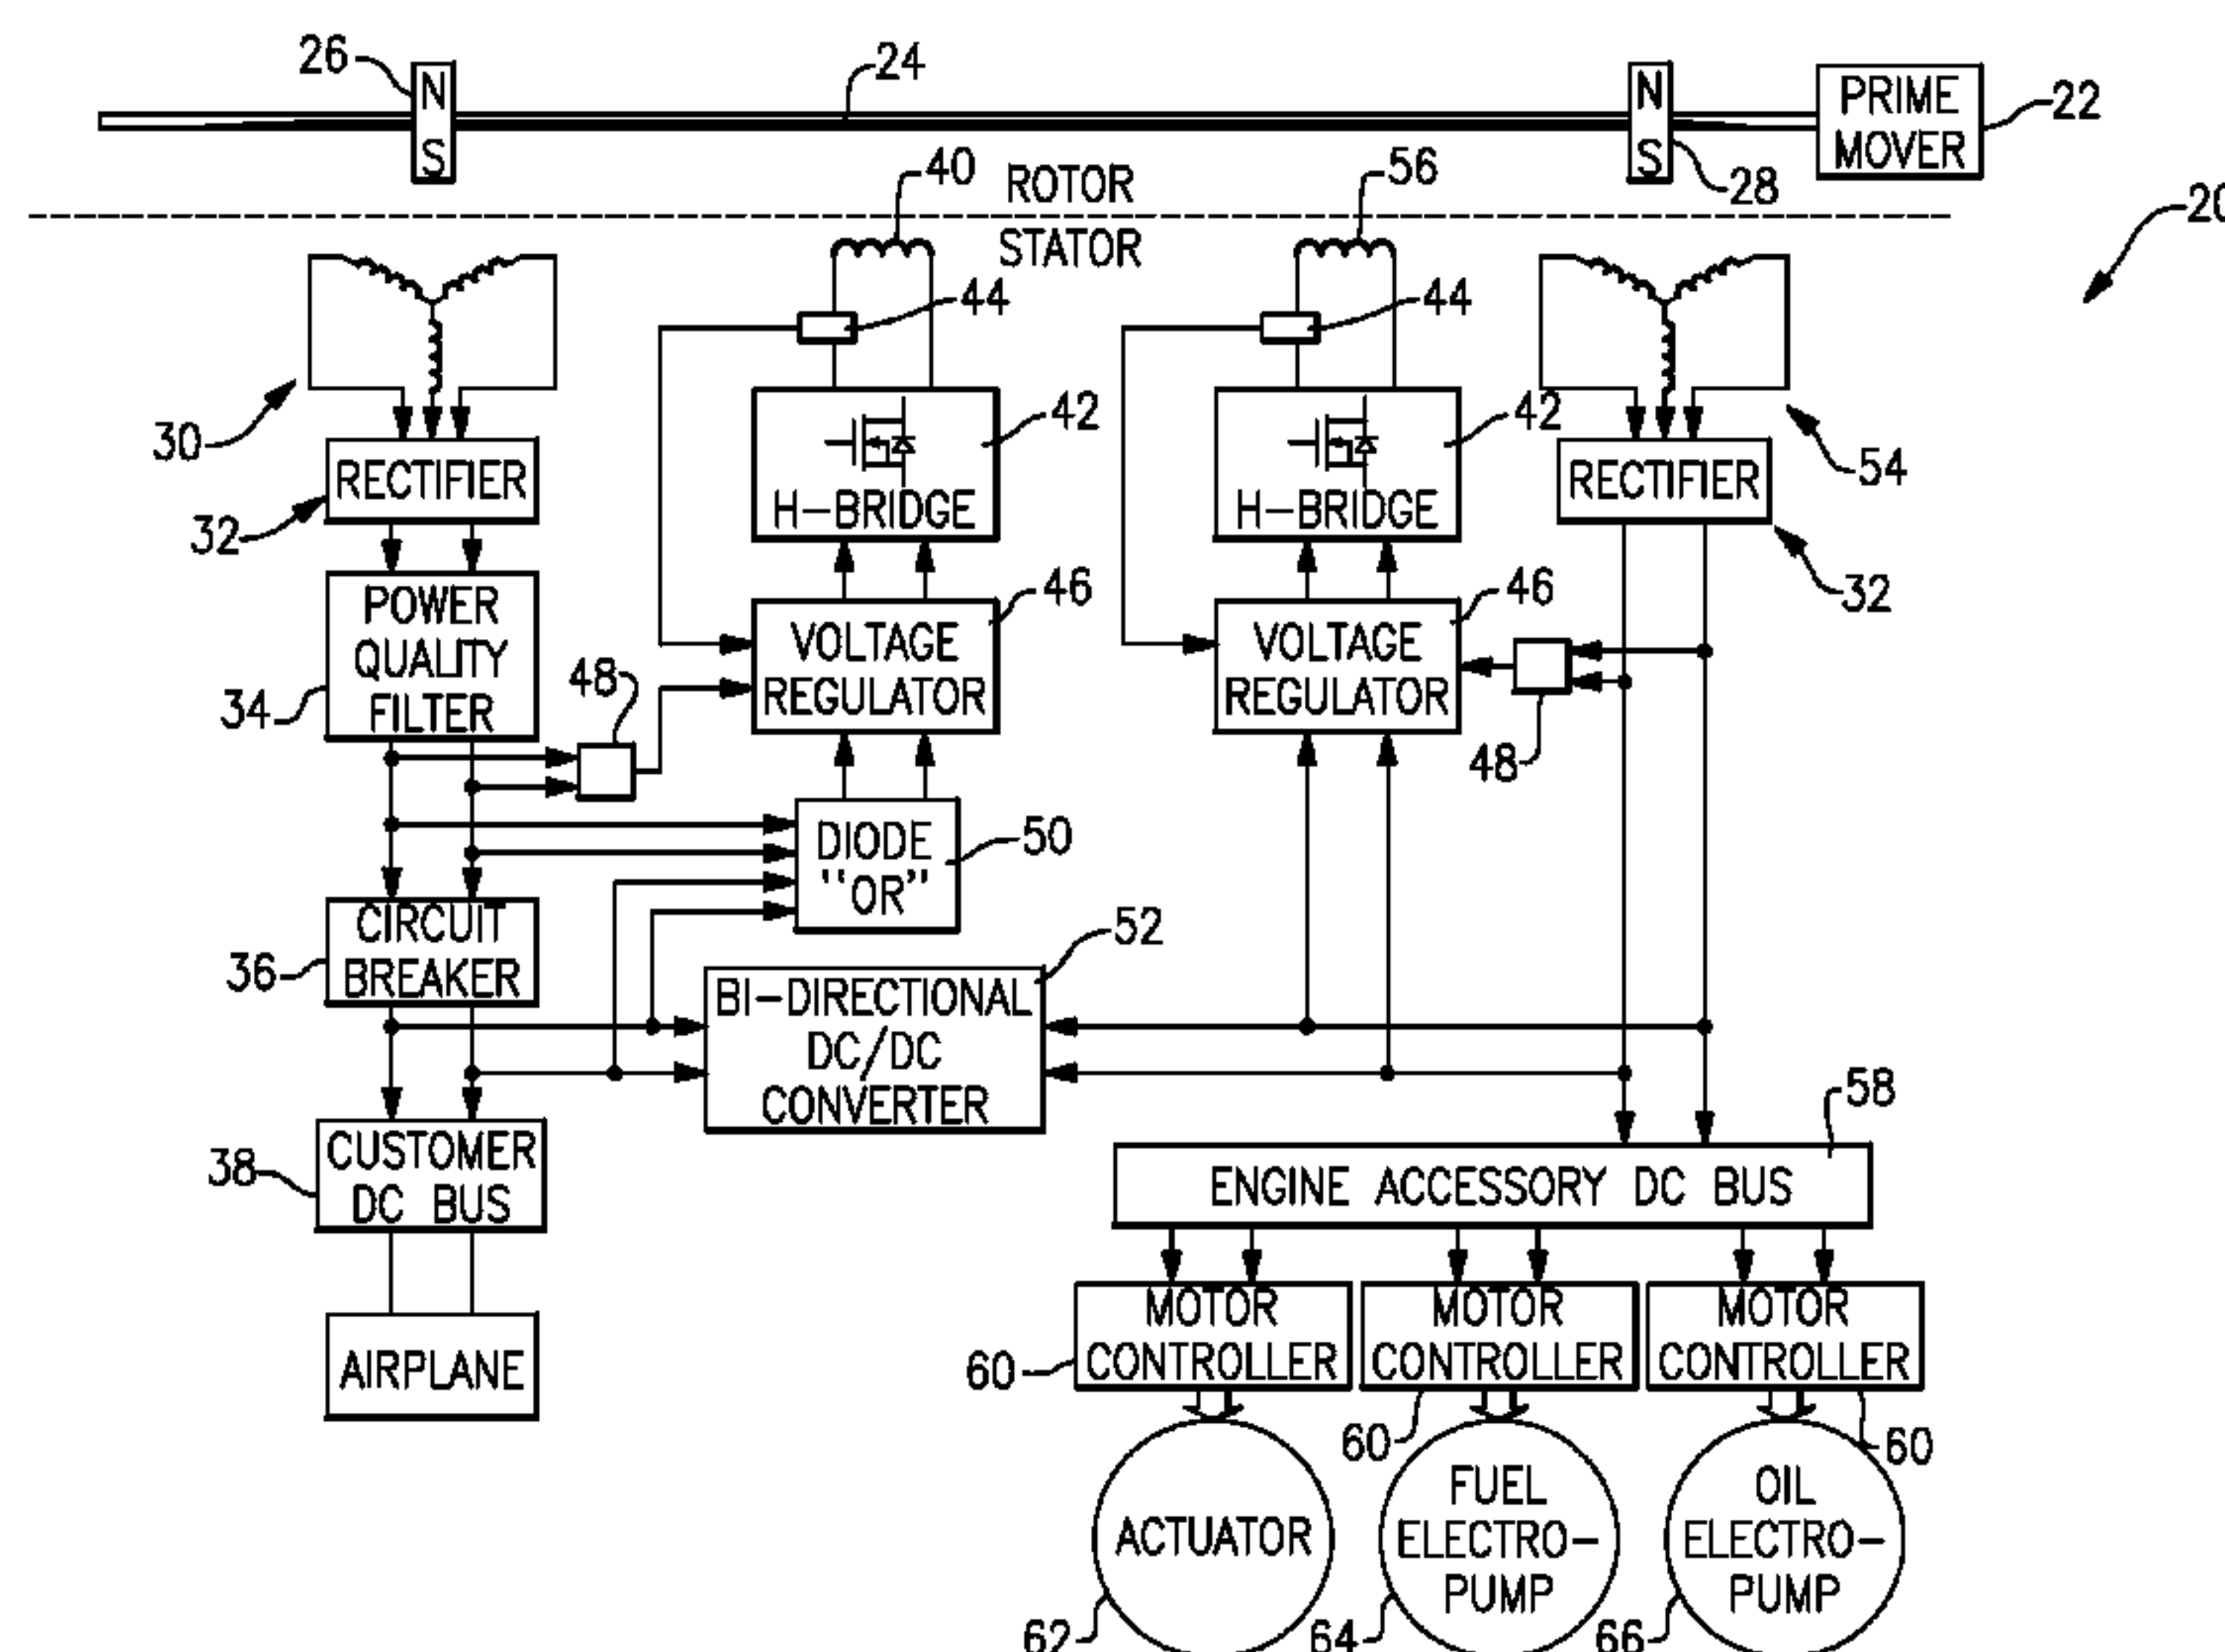 26
N
S
24
N
S
28
PRIME
MOVER
22
20
ROTOR
STATOR
40
56
44
44
30
RECTIFIER
32
42
H-BRIDGE
42
H-BRIDGE
54
RECTIFIER
32
POWER
QUALITY
FILTER
34
48
VOLTAGE
REGULATOR
46
VOLTAGE
REGULATOR
46
48
DIODE
"OR"
50
CIRCUIT
BREAKER
36
BI-DIRECTIONAL
DC/DC
CONVERTER
52
CUSTOMER
DC BUS
38
AIRPLANE
ENGINE ACCESSORY DC BUS
58
MOTOR
CONTROLLER
60
MOTOR
CONTROLLER
60
MOTOR
CONTROLLER
60
ACTUATOR
62
FUEL
ELECTRO-
PUMP
64
OIL
ELECTRO-
PUMP
66